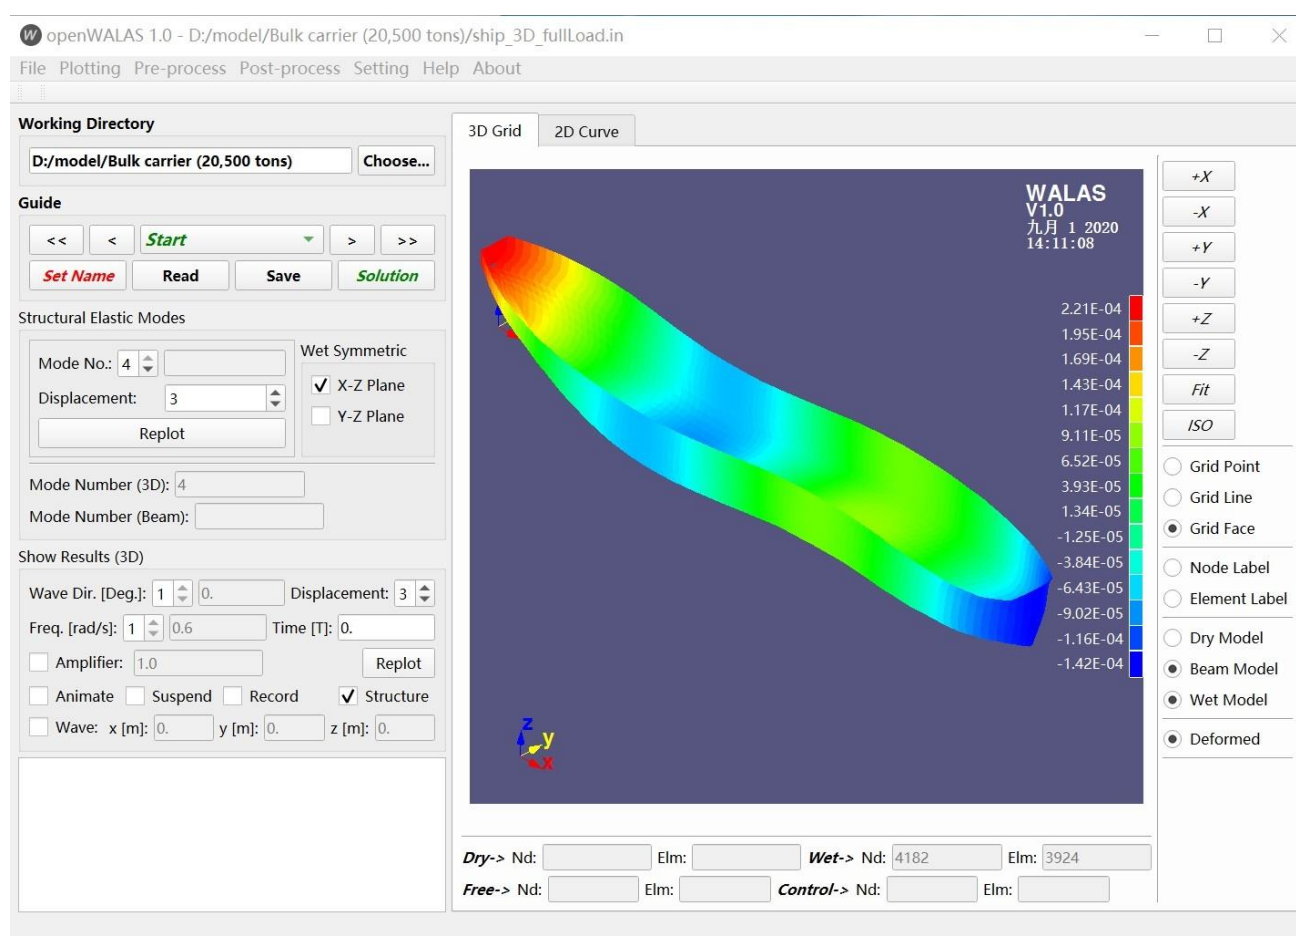 W openWALAS 1.0 - D:/model/Bulk carrier (20,500 tons)/ship_3D_fullLoad.in
File Plotting Pre-process Post-process Setting Help About
Working Directory
D:/model/Bulk carrier (20,500 tons) Choose...
Guide
<< < Start > >>
Set Name Read Save Solution
Structural Elastic Modes
Mode No.: 4
Displacement: 3
Replot
Wet Symmetric
X-Z Plane
Y-Z Plane
Mode Number (3D): 4
Mode Number (Beam):
Show Results (3D)
Wave Dir. [Deg.]: 1 0. Displacement: 3
Freq. [rad/s]: 1 0.6 Time [T]: 0.
Amplifier: 1.0 Replot
Animate Suspend Record Structure
Wave: x [m]: 0. y [m]: 0. z [m]: 0.
3D Grid 2D Curve
WALAS
V1.0
九月 1 2020
14:11:08
2.21E-04
1.95E-04
1.69E-04
1.43E-04
1.17E-04
9.11E-05
6.52E-05
3.93E-05
1.34E-05
-1.25E-05
-3.84E-05
-6.43E-05
-9.02E-05
-1.16E-04
-1.42E-04
z
y
x
+X
-X
+Y
-Y
+Z
-Z
Fit
ISO
Grid Point
Grid Line
Grid Face
Node Label
Element Label
Dry Model
Beam Model
Wet Model
Deformed
Dry-> Nd: Elm: Wet-> Nd: 4182 Elm: 3924
Free-> Nd: Elm: Control-> Nd: Elm: